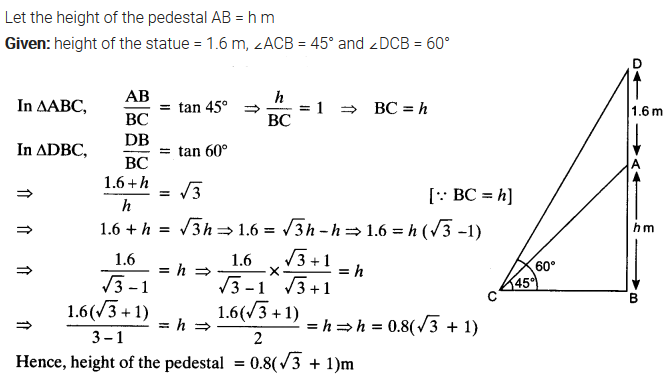 Let the height of the pedestal AB = h m
Given: height of the statue = 1.6 m, ∠ACB = 45° and ∠DCB = 60°
In ΔABC, AB/BC = tan 45° ⇒ h/BC = 1 ⇒ BC = h
In ΔDBC, DB/BC = tan 60°
⇒ (1.6+h)/h = √3 [∵ BC = h]
⇒ 1.6 + h = √3h ⇒ 1.6 = √3h – h ⇒ 1.6 = h (√3 –1)
⇒ 1.6/(√3 –1) = h ⇒ 1.6/(√3 –1) × (√3 +1)/(√3 +1) = h
⇒ 1.6(√3 +1)/(3 – 1) = h ⇒ 1.6(√3 +1)/2 = h ⇒ h = 0.8(√3 + 1)
Hence, height of the pedestal = 0.8(√3 + 1)m
D
1.6 m
A
h m
60°
45°
C
B